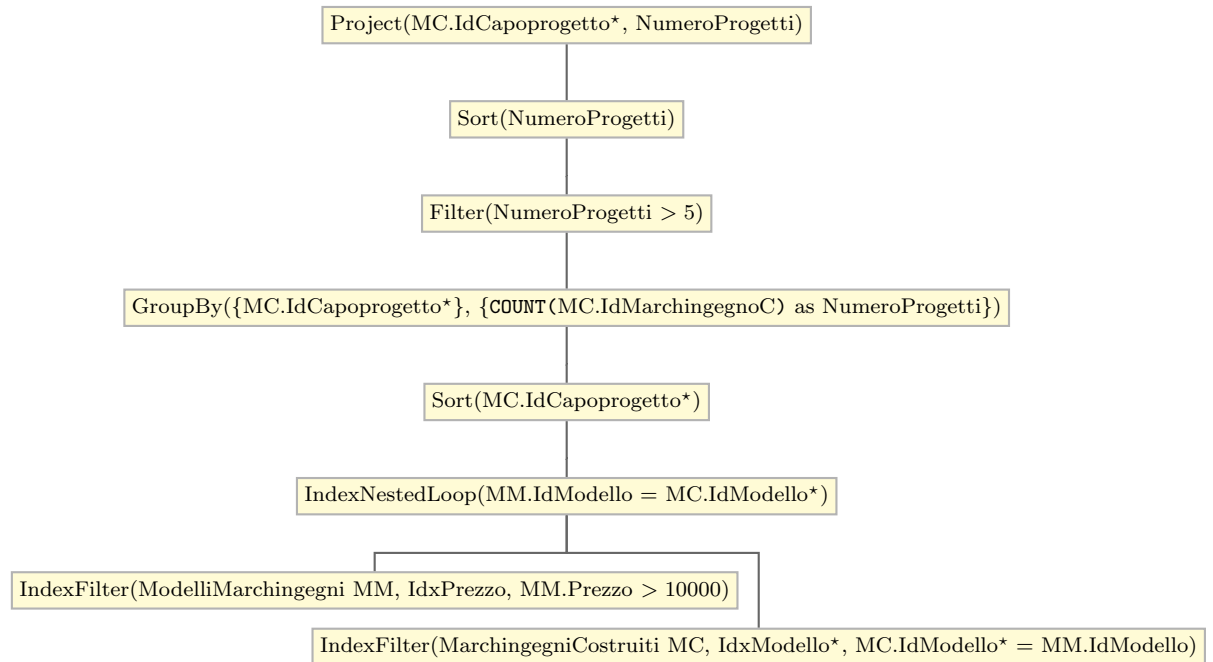 Project(MC.IdCapoprogetto⋆, NumeroProgetti)
Sort(NumeroProgetti)
Filter(NumeroProgetti > 5)
GroupBy({MC.IdCapoprogetto⋆}, {COUNT(MC.IdMarchingegnoC) as NumeroProgetti})
Sort(MC.IdCapoprogetto⋆)
IndexNestedLoop(MM.IdModello = MC.IdModello⋆)
IndexFilter(ModelliMarchingegni MM, IdxPrezzo, MM.Prezzo > 10000)
IndexFilter(MarchingegniCostruiti MC, IdxModello⋆, MC.IdModello⋆ = MM.IdModello)